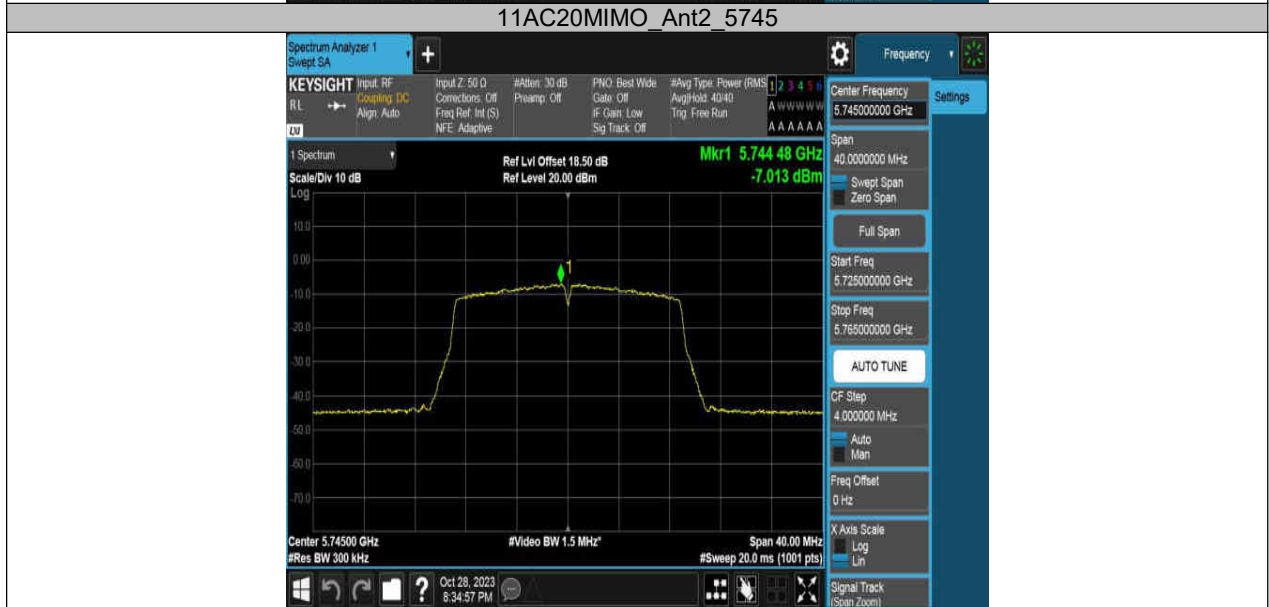 11AC20MIMO_Ant2_5745
Spectrum Analyzer 1
Swept SA
+
Frequency
KEYSIGHT
RL
LXI
Input: RF
Coupling: DC
Align: Auto
Input Z: 50 Ω
Corrections: Off
Freq Ref: Int (S)
NFE: Adaptive
#Atten: 30 dB
Preamp: Off
PNO: Best Wide
Gate: Off
IF Gain: Low
Sig Track: Off
#Avg Type: Power (RMS
Avg|Hold: 40/40
Trig: Free Run
1 2 3 4 5 6
A W W W W W
A A A A A A
Center Frequency
5.745000000 GHz
Settings
Span
40.0000000 MHz
Swept Span
Zero Span
Full Span
Start Freq
5.725000000 GHz
Stop Freq
5.765000000 GHz
AUTO TUNE
CF Step
4.000000 MHz
Auto
Man
Freq Offset
0 Hz
X Axis Scale
Log
Lin
Signal Track
(Span Zoom)
1 Spectrum
Scale/Div 10 dB
Log
Ref Lvl Offset 18.50 dB
Ref Level 20.00 dBm
Mkr1 5.744 48 GHz
-7.013 dBm
10.0
0.00
-10.0
-20.0
-30.0
-40.0
-50.0
-60.0
-70.0
1
Center 5.74500 GHz
#Res BW 300 kHz
#Video BW 1.5 MHz*
Span 40.00 MHz
#Sweep 20.0 ms (1001 pts)
?
Oct 28, 2023
8:34:57 PM